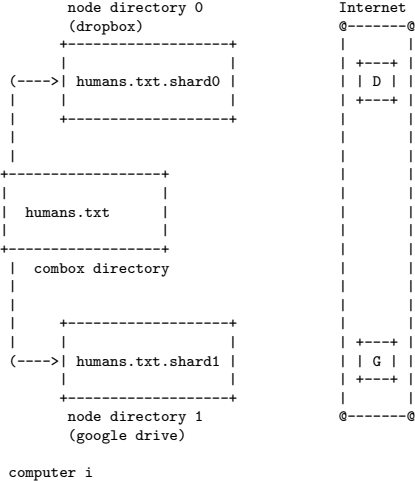 node directory 0 Internet
(dropbox)
humans.txt.shard0 D
humans.txt
combox directory
humans.txt.shard1 G
node directory 1
(google drive)
computer i